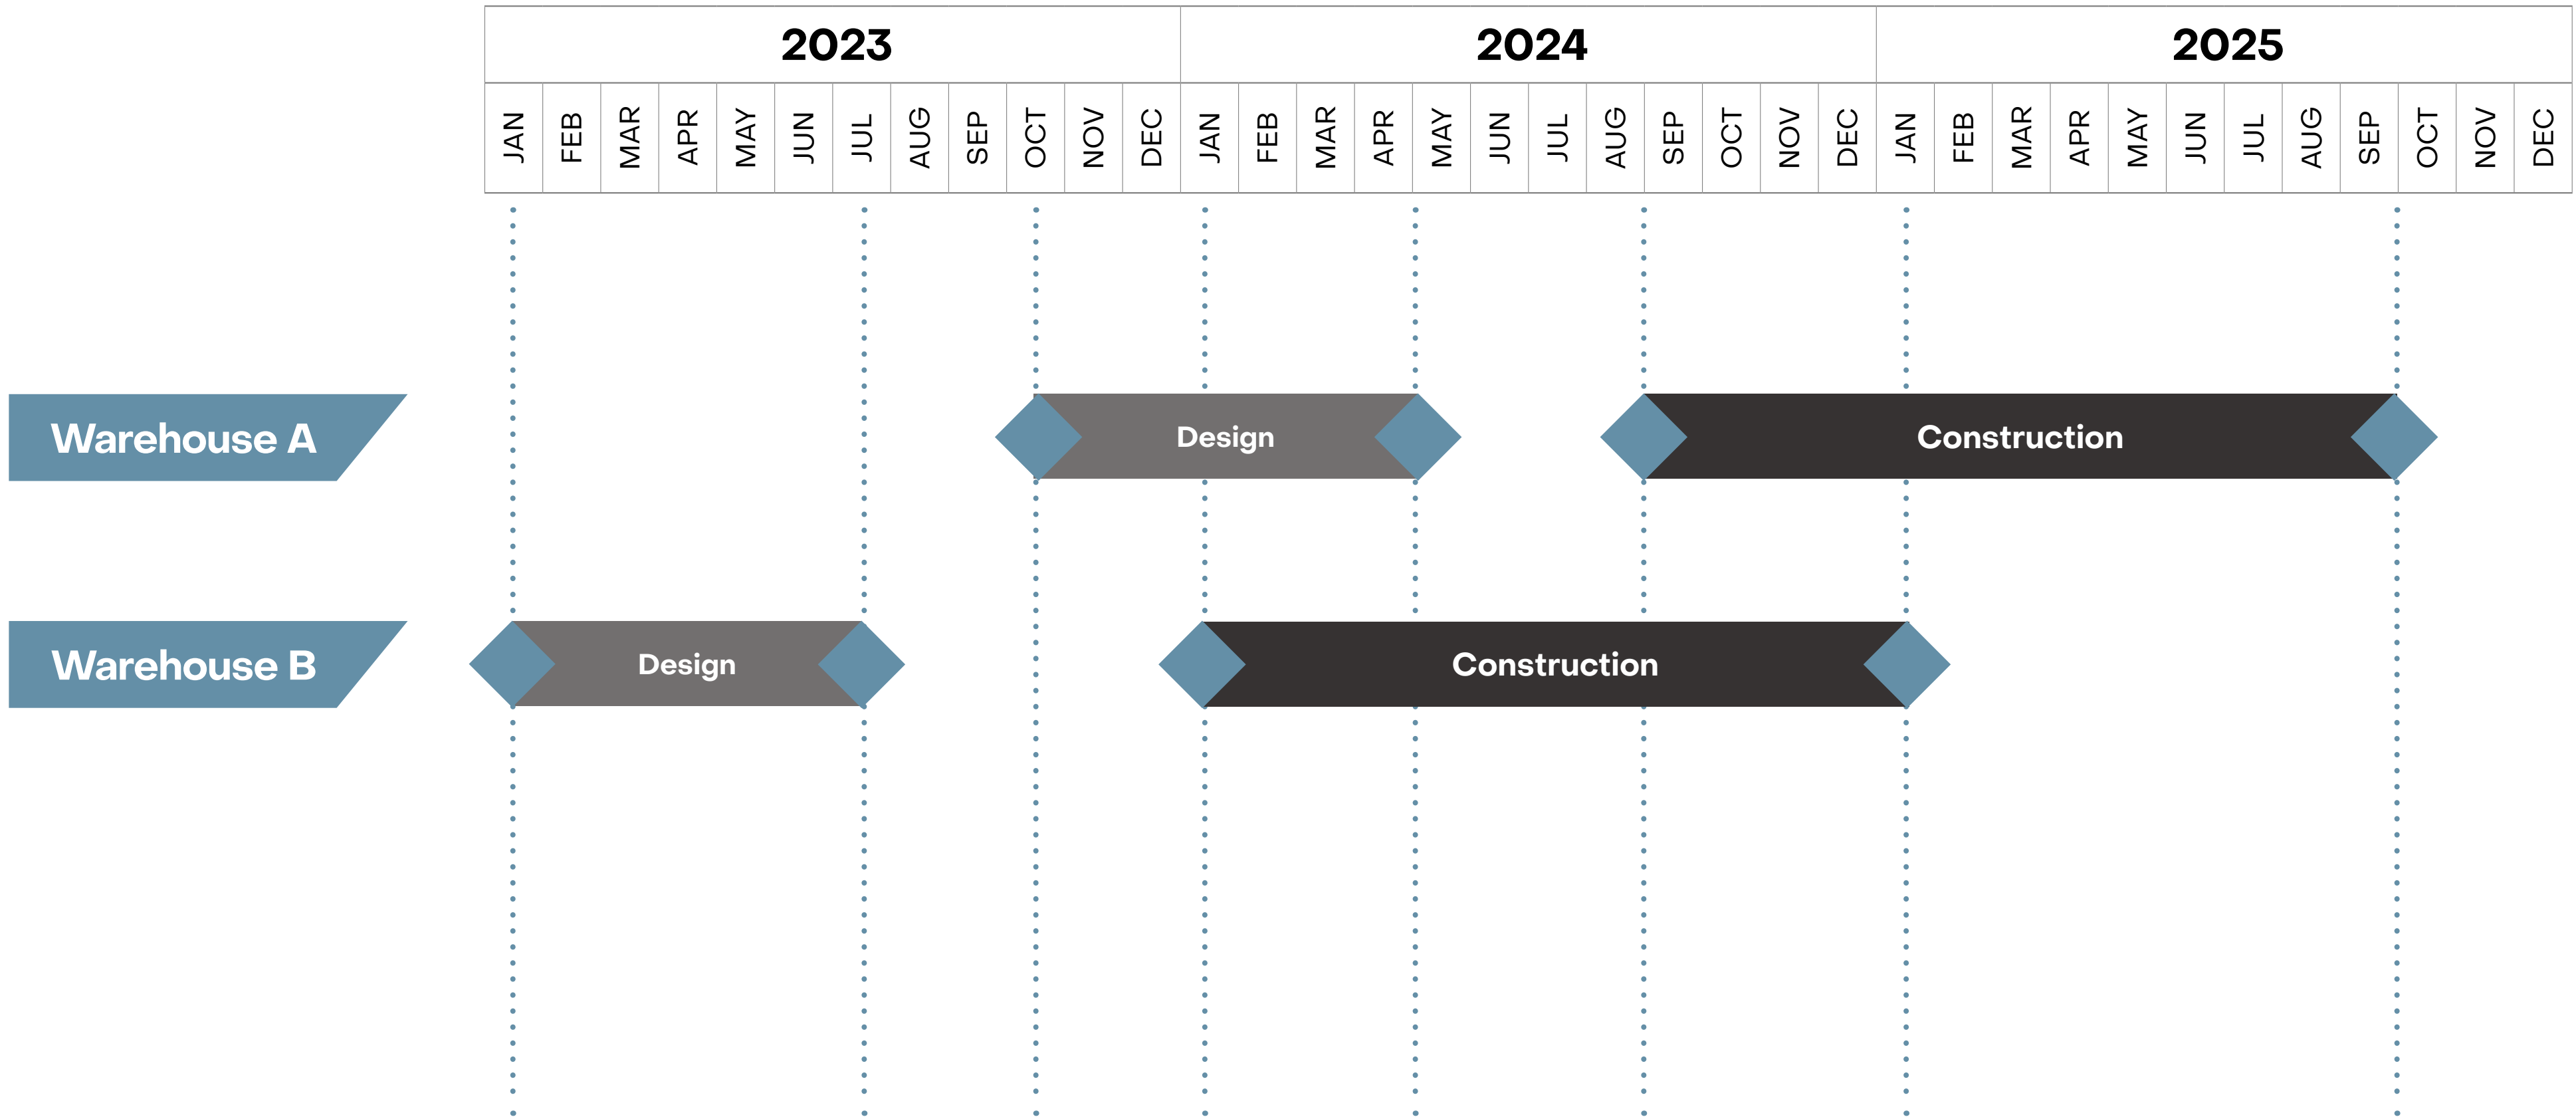 2023 2024 2025
JAN FEB MAR APR MAY JUN JUL AUG SEP OCT NOV DEC JAN FEB MAR APR MAY JUN JUL AUG SEP OCT NOV DEC JAN FEB MAR APR MAY JUN JUL AUG SEP OCT NOV DEC
Warehouse A Design Construction
Warehouse B Design Construction